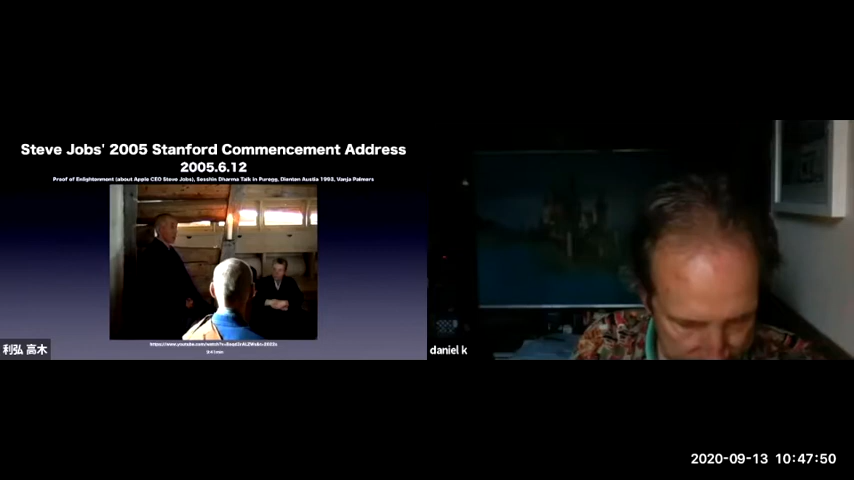 Steve Jobs' 2005 Stanford Commencement Address
2005.6.12
Proof of Enlightenment (about Apple CEO Steve Jobs), Sesshin Dharma Talk in Puregg, Dienten Austia 1993, Vanja Palmers
利弘 高木
daniel k
2020-09-13 10:47:50